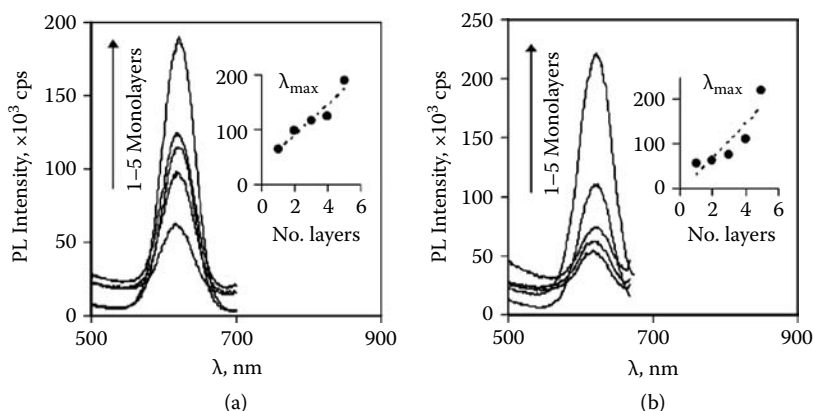 PL Intensity, ×10³ cps
200
150
100
50
0
1–5 Monolayers
λmax
200
100
0
0 2 4 6
No. layers
500 700 900
λ, nm
(a)
PL Intensity, ×10³ cps
250
200
150
100
50
0
1–5 Monolayers
λmax
200
100
0
0 2 4 6
No. layers
500 700 900
λ, nm
(b)